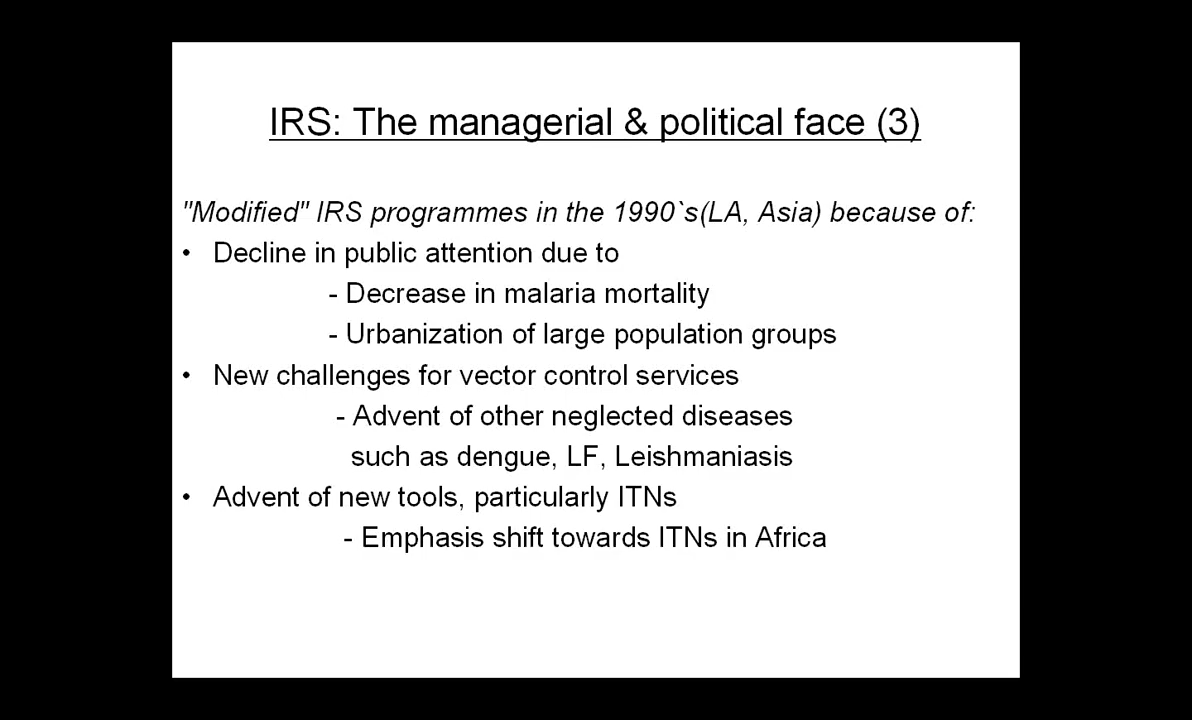 IRS: The managerial & political face (3)
"Modified" IRS programmes in the 1990`s(LA, Asia) because of:
• Decline in public attention due to
- Decrease in malaria mortality
- Urbanization of large population groups
• New challenges for vector control services
- Advent of other neglected diseases
such as dengue, LF, Leishmaniasis
• Advent of new tools, particularly ITNs
- Emphasis shift towards ITNs in Africa